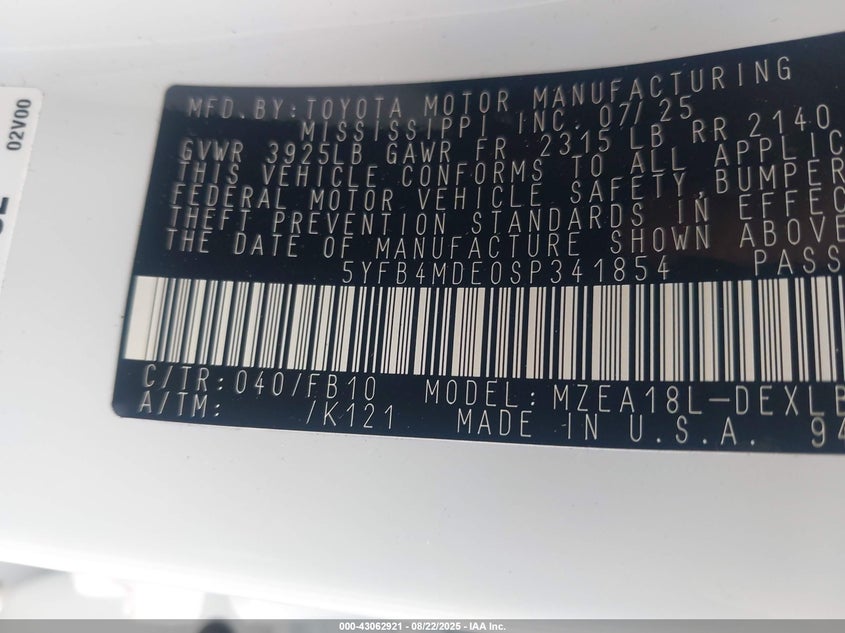 02V00
MFD.BY:TOYOTA MOTOR MANUFACTURING
MISSISSIPPI INC. 07/25
GVWR 3925LB GAWR FR 2315 LB RR 2140
THIS VEHICLE CONFORMS TO ALL APPLIC
FEDERAL MOTOR VEHICLE SAFETY,BUMPER
THEFT PREVENTION STANDARDS IN EFFEC
THE DATE OF MANUFACTURE SHOWN ABOVE
5YFB4MDE0SP341854 PASS
C/TR:040/FB10 MODEL:MZEA18L-DEXLB
A/TM: /K121 MADE IN U.S.A. 94
000-43062921 - 08/22/2025 - IAA Inc.